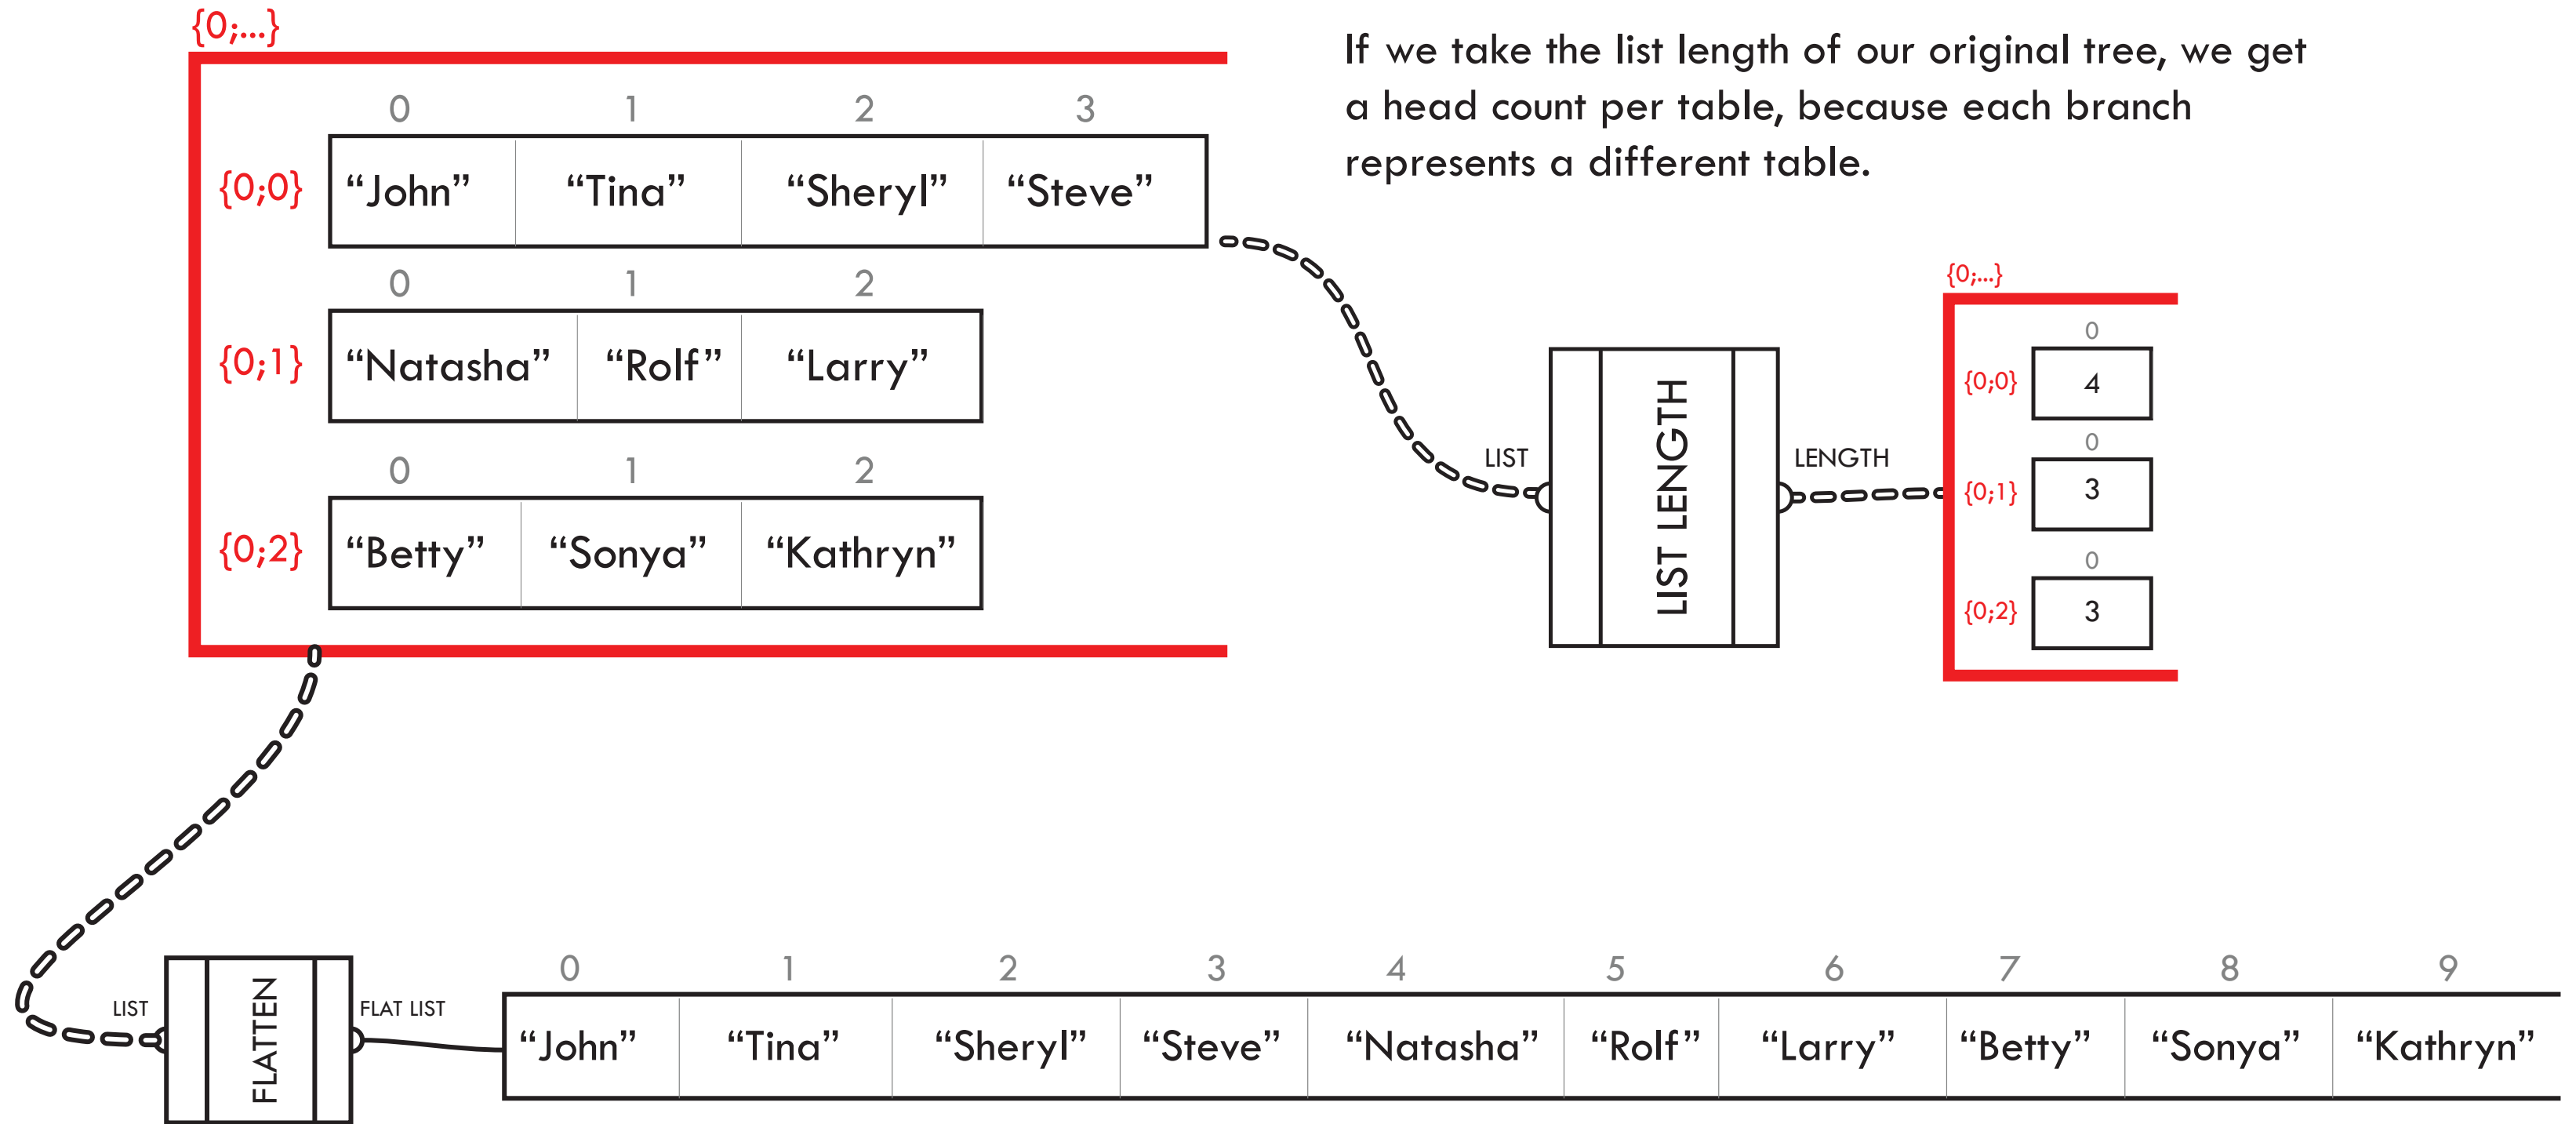 {0;...}
If we take the list length of our original tree, we get
a head count per table, because each branch
represents a different table.
0 1 2 3
{0;0} “John” “Tina” “Sheryl” “Steve”
0 1 2
{0;1} “Natasha” “Rolf” “Larry”
0 1 2
{0;2} “Betty” “Sonya” “Kathryn”
LIST
LIST LENGTH
LENGTH
{0;...}
0
{0;0} 4
0
{0;1} 3
0
{0;2} 3
LIST
FLATTEN
FLAT LIST
0 1 2 3 4 5 6 7 8 9
“John” “Tina” “Sheryl” “Steve” “Natasha” “Rolf” “Larry” “Betty” “Sonya” “Kathryn”